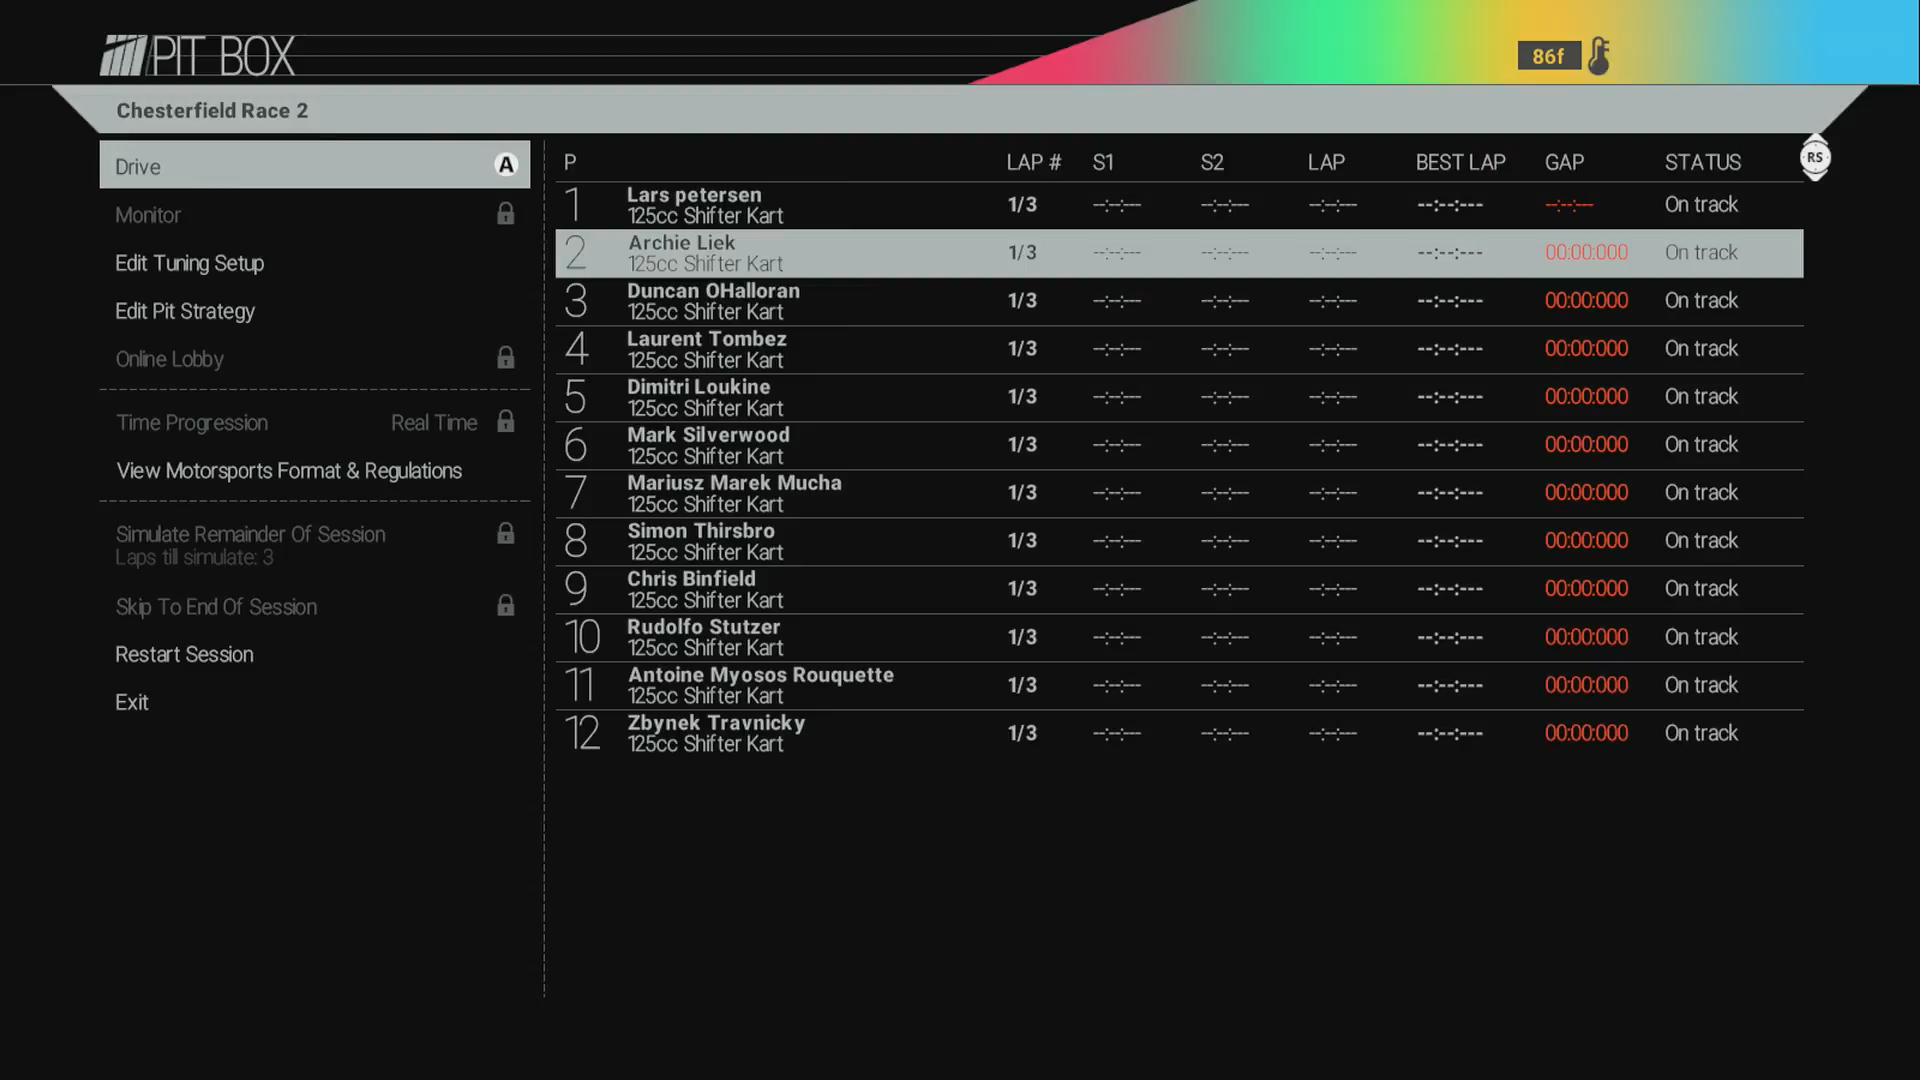 PIT BOX
86f
Chesterfield Race 2
Drive A
Monitor
Edit Tuning Setup
Edit Pit Strategy
Online Lobby
Time Progression Real Time
View Motorsports Format & Regulations
Simulate Remainder Of Session
Laps till simulate: 3
Skip To End Of Session
Restart Session
Exit
P LAP # S1 S2 LAP BEST LAP GAP STATUS RS
1 Lars petersen 1/3 --:--:--- --:--:--- --:--:--- --:--:--- --:--:--- On track
125cc Shifter Kart
2 Archie Liek 1/3 --:--:--- --:--:--- --:--:--- --:--:--- 00:00:000 On track
125cc Shifter Kart
3 Duncan OHalloran 1/3 --:--:--- --:--:--- --:--:--- --:--:--- 00:00:000 On track
125cc Shifter Kart
4 Laurent Tombez 1/3 --:--:--- --:--:--- --:--:--- --:--:--- 00:00:000 On track
125cc Shifter Kart
5 Dimitri Loukine 1/3 --:--:--- --:--:--- --:--:--- --:--:--- 00:00:000 On track
125cc Shifter Kart
6 Mark Silverwood 1/3 --:--:--- --:--:--- --:--:--- --:--:--- 00:00:000 On track
125cc Shifter Kart
7 Mariusz Marek Mucha 1/3 --:--:--- --:--:--- --:--:--- --:--:--- 00:00:000 On track
125cc Shifter Kart
8 Simon Thirsbro 1/3 --:--:--- --:--:--- --:--:--- --:--:--- 00:00:000 On track
125cc Shifter Kart
9 Chris Binfield 1/3 --:--:--- --:--:--- --:--:--- --:--:--- 00:00:000 On track
125cc Shifter Kart
10 Rudolfo Stutzer 1/3 --:--:--- --:--:--- --:--:--- --:--:--- 00:00:000 On track
125cc Shifter Kart
11 Antoine Myosos Rouquette 1/3 --:--:--- --:--:--- --:--:--- --:--:--- 00:00:000 On track
125cc Shifter Kart
12 Zbynek Travnicky 1/3 --:--:--- --:--:--- --:--:--- --:--:--- 00:00:000 On track
125cc Shifter Kart